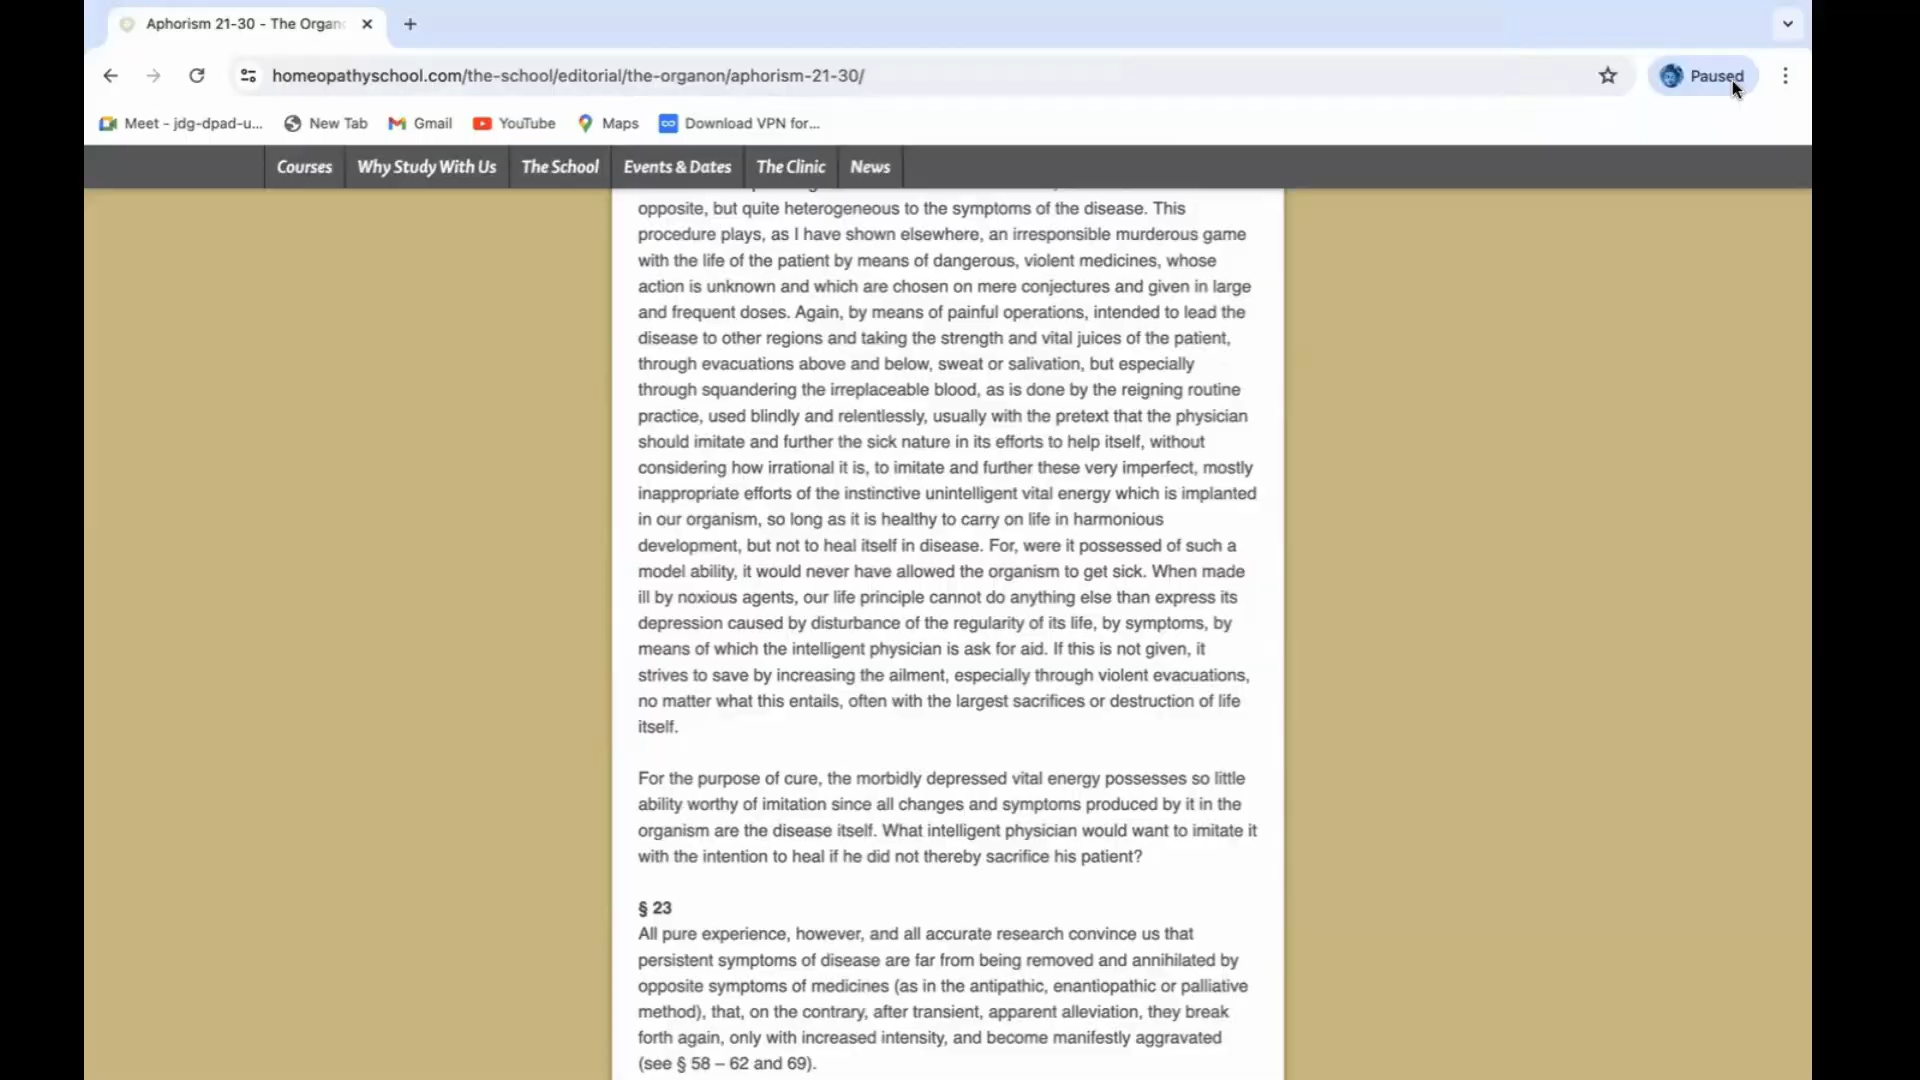 Aphorism 21-30 - The Organ
homeopathyschool.com/the-school/editorial/the-organon/aphorism-21-30/
Paused
Meet - jdg-dpad-u...
New Tab
Gmail
YouTube
Maps
Download VPN for...
Courses
Why Study With Us
The School
Events & Dates
The Clinic
News
opposite, but quite heterogeneous to the symptoms of the disease. This
procedure plays, as I have shown elsewhere, an irresponsible murderous game
with the life of the patient by means of dangerous, violent medicines, whose
action is unknown and which are chosen on mere conjectures and given in large
and frequent doses. Again, by means of painful operations, intended to lead the
disease to other regions and taking the strength and vital juices of the patient,
through evacuations above and below, sweat or salivation, but especially
through squandering the irreplaceable blood, as is done by the reigning routine
practice, used blindly and relentlessly, usually with the pretext that the physician
should imitate and further the sick nature in its efforts to help itself, without
considering how irrational it is, to imitate and further these very imperfect, mostly
inappropriate efforts of the instinctive unintelligent vital energy which is implanted
in our organism, so long as it is healthy to carry on life in harmonious
development, but not to heal itself in disease. For, were it possessed of such a
model ability, it would never have allowed the organism to get sick. When made
ill by noxious agents, our life principle cannot do anything else than express its
depression caused by disturbance of the regularity of its life, by symptoms, by
means of which the intelligent physician is ask for aid. If this is not given, it
strives to save by increasing the ailment, especially through violent evacuations,
no matter what this entails, often with the largest sacrifices or destruction of life
itself.
For the purpose of cure, the morbidly depressed vital energy possesses so little
ability worthy of imitation since all changes and symptoms produced by it in the
organism are the disease itself. What intelligent physician would want to imitate it
with the intention to heal if he did not thereby sacrifice his patient?
§ 23
All pure experience, however, and all accurate research convince us that
persistent symptoms of disease are far from being removed and annihilated by
opposite symptoms of medicines (as in the antipathic, enantiopathic or palliative
method), that, on the contrary, after transient, apparent alleviation, they break
forth again, only with increased intensity, and become manifestly aggravated
(see § 58 – 62 and 69).